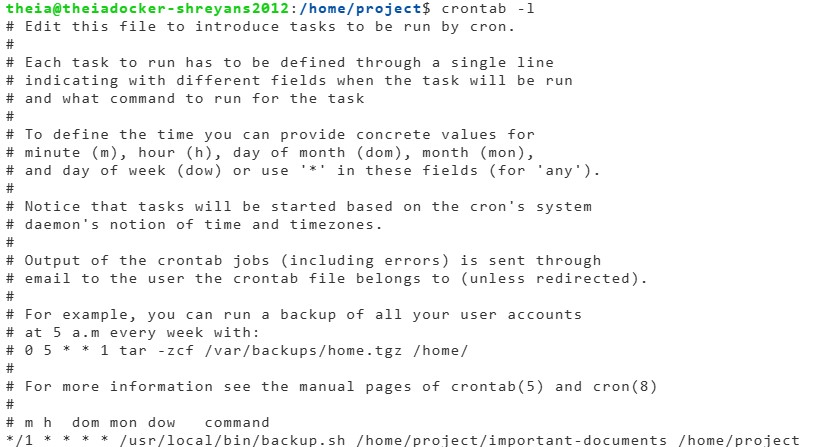 theia@theiadocker-shreyans2012:/home/project$ crontab -l
# Edit this file to introduce tasks to be run by cron.
#
# Each task to run has to be defined through a single line
# indicating with different fields when the task will be run
# and what command to run for the task
#
# To define the time you can provide concrete values for
# minute (m), hour (h), day of month (dom), month (mon),
# and day of week (dow) or use '*' in these fields (for 'any').
#
# Notice that tasks will be started based on the cron's system
# daemon's notion of time and timezones.
#
# Output of the crontab jobs (including errors) is sent through
# email to the user the crontab file belongs to (unless redirected).
#
# For example, you can run a backup of all your user accounts
# at 5 a.m every week with:
# 0 5 * * 1 tar -zcf /var/backups/home.tgz /home/
#
# For more information see the manual pages of crontab(5) and cron(8)
#
# m h  dom mon dow   command
*/1 * * * * /usr/local/bin/backup.sh /home/project/important-documents /home/project